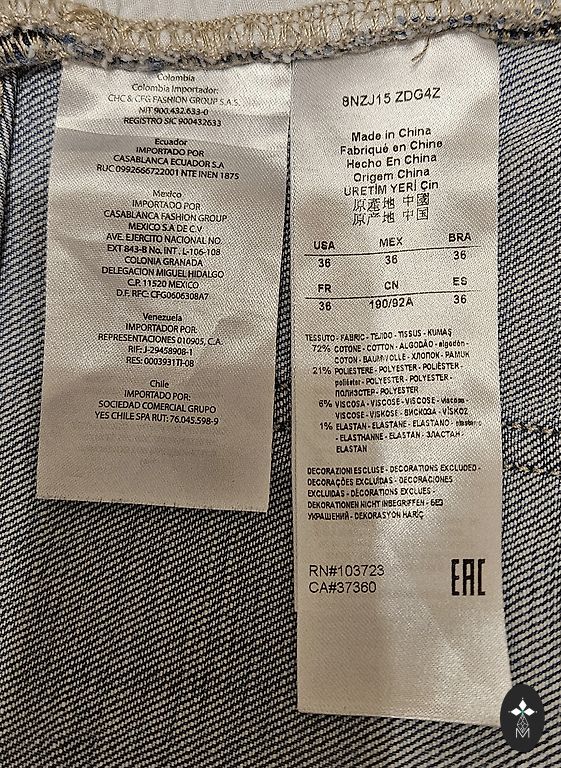 Colombia
Colombia Importador:
CHC & CFG FASHION GROUP S.A.S.
NIT 900.432.633-0
REGISTRO SIC 900432633
Ecuador
IMPORTADO POR
CASABLANCA ECUADOR S.A
RUC 0992666722001 NTE INEN 1875
Mexico
IMPORTADO POR
CASABLANCA FASHION GROUP
MEXICO S.A DE C.V
AVE. EJERCITO NACIONAL NO.
EXT 843-B No. INT . L-106-108
COLONIA GRANADA
DELEGACION MIGUEL HIDALGO
C.P. 11520 MEXICO
D.F. RFC: CFG0606308A7
Venezuela
IMPORTADOR POR:
REPRESENTACIONES 010905, C.A.
RIF: J-29458908-1
RES: 0003931TJ-08
Chile
IMPORTADO POR:
SOCIEDAD COMERCIAL GRUPO
YES CHILE SPA RUT: 76.045.598-9
8NZJ15 ZDG4Z
Made in China
Fabriqué en Chine
Hecho En China
Origem China
ÜRETİM YERİ Çin
原產地 中國
原产地 中国
USA MEX BRA
36 36 36
FR CN ES
36 190/92A 36
TESSUTO - FABRIC - TEJIDO - TISSUS - KUMAŞ
72% COTONE - COTTON - ALGODÃO - algodón -
COTON - BAUMWOLLE - ХЛОПОК - PAMUK
21% POLIESTERE - POLYESTER - POLIÉSTER -
poliéster - POLYESTER - POLYESTER -
ПОЛИЭСТЕР - POLYESTER
6% VISCOSA - VISCOSE - VISCOSE - viscosa -
VISCOSE - VISKOSE - ВИСКОЗА - VİSKOZ
1% ELASTAN - ELASTANE - ELASTANO - elastano
- ELASTHANNE - ELASTAN - ЭЛАСТАН -
ELASTAN
DECORAZIONI ESCLUSE - DECORATIONS EXCLUDED -
DECORAÇÕES EXCLUÍDAS - DECORACIONES
EXCLUIDAS - DÉCORATIONS EXCLUES -
DEKORATIONEN NICHT INBEGRIFFEN - БЕЗ
УКРАШЕНИЙ - DEKORASYON HARİÇ
RN#103723
CA#37360
EAC
M